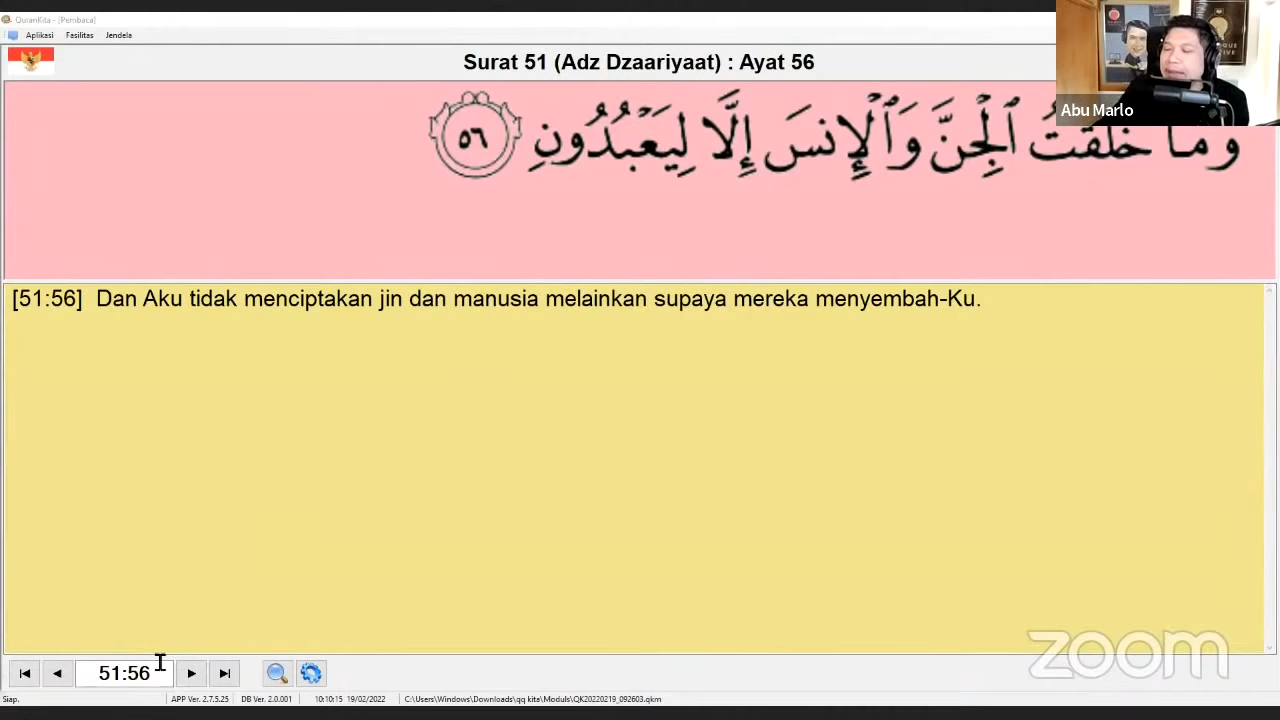 QuranKita - [Pembaca]
Aplikasi Fasilitas Jendela
Surat 51 (Adz Dzaariyaat) : Ayat 56
Abu Marlo
وَمَا خَلَقْتُ ٱلْجِنَّ وَٱلْإِنسَ إِلَّا لِيَعْبُدُونِ ٥٦
[51:56] Dan Aku tidak menciptakan jin dan manusia melainkan supaya mereka menyembah-Ku.
zoom
51:56
Siap. APP Ver. 2.7.5.25 DB Ver. 2.0.001 10:10:15 19/02/2022 C:\Users\Windows\Downloads\qq kita\Moduls\QK20220219_092603.qkm